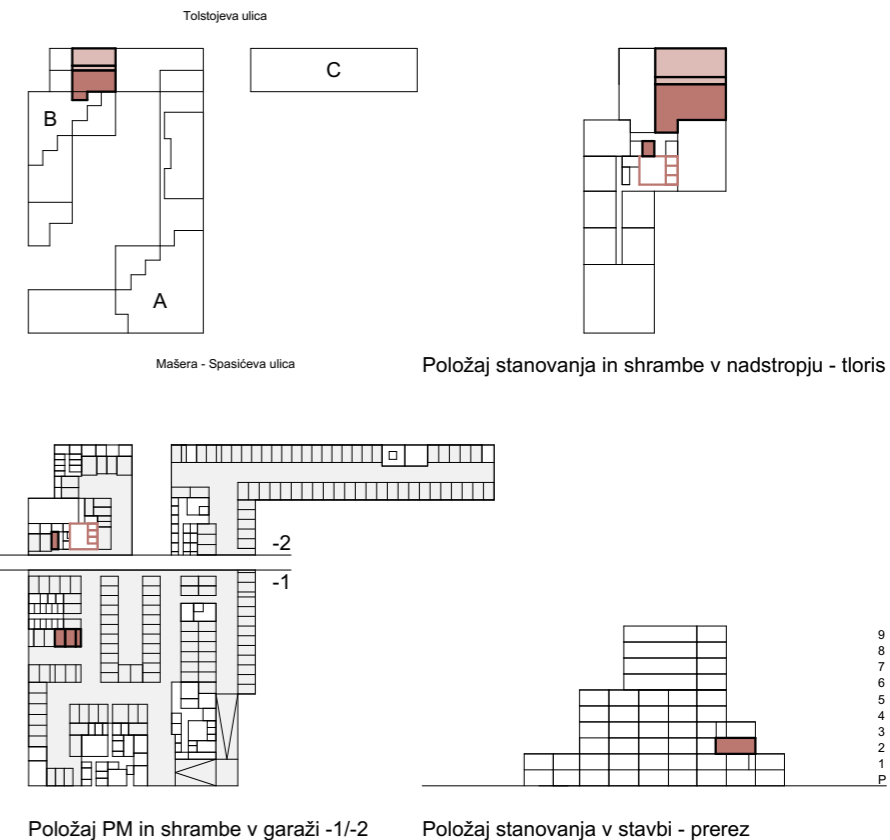 Tolstojeva ulica
C
B
A
Mašera - Spasićeva ulica
Položaj stanovanja in shrambe v nadstropju - tloris
-2
-1
9
8
7
6
5
4
3
2
1
P
Položaj PM in shrambe v garaži -1/-2
Položaj stanovanja v stavbi - prerez